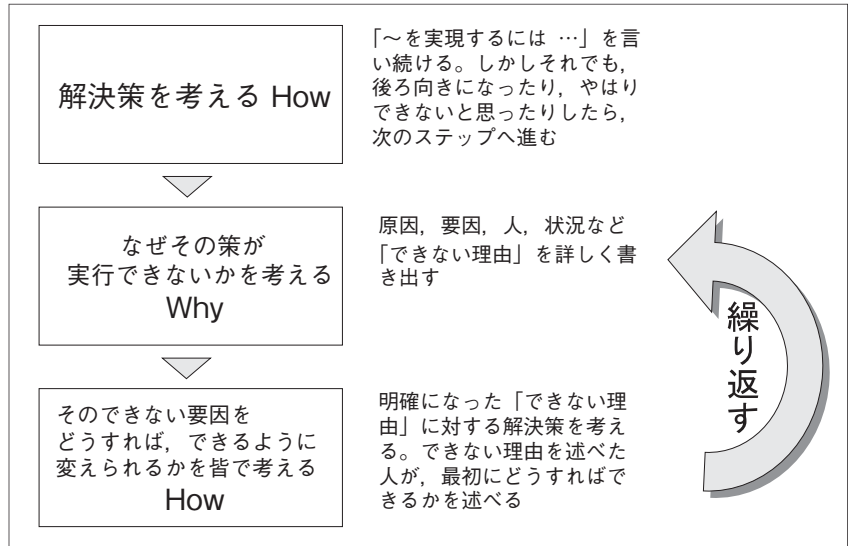 解決策を考える How
「〜を実現するには …」を言
い続ける。しかしそれでも，
後ろ向きになったり，やはり
できないと思ったりしたら，
次のステップへ進む
なぜその策が
実行できないかを考える
Why
原因，要因，人，状況など
「できない理由」を詳しく書
き出す
そのできない要因を
どうすれば，できるように
変えられるかを皆で考える
How
明確になった「できない理
由」に対する解決策を考え
る。できない理由を述べた
人が，最初にどうすればで
きるかを述べる
繰り返す